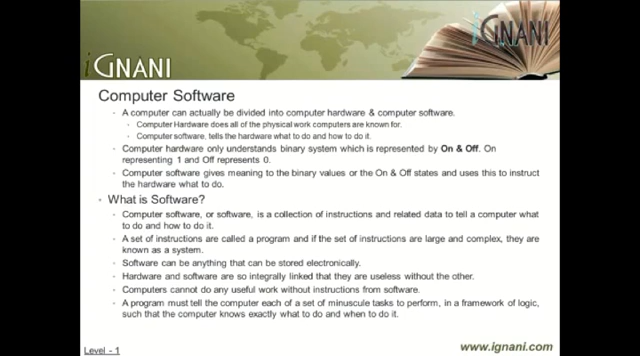 iGNANI
iGNANI
Computer Software
A computer can actually be divided into computer hardware & computer software.
Computer Hardware does all of the physical work computers are known for.
Computer software, tells the hardware what to do and how to do it.
Computer hardware only understands binary system which is represented by On & Off. On
representing 1 and Off represents 0.
Computer software gives meaning to the binary values or the On & Off states and uses this to instruct
the hardware what to do.
What is Software?
Computer software, or software, is a collection of instructions and related data to tell a computer what
to do and how to do it.
A set of instructions are called a program and if the set of instructions are large and complex, they are
known as a system.
Software can be anything that can be stored electronically.
Hardware and software are so integrally linked that they are useless without the other.
Computers cannot do any useful work without instructions from software.
A program must tell the computer each of a set of minuscule tasks to perform, in a framework of logic,
such that the computer knows exactly what to do and when to do it.
Level - 1
www.ignani.com